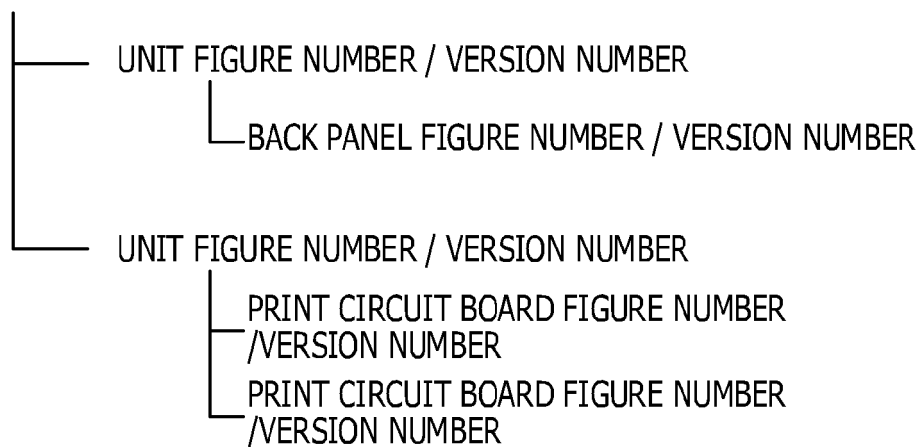 UNIT FIGURE NUMBER / VERSION NUMBER
BACK PANEL FIGURE NUMBER / VERSION NUMBER
UNIT FIGURE NUMBER / VERSION NUMBER
PRINT CIRCUIT BOARD FIGURE NUMBER
/VERSION NUMBER
PRINT CIRCUIT BOARD FIGURE NUMBER
/VERSION NUMBER